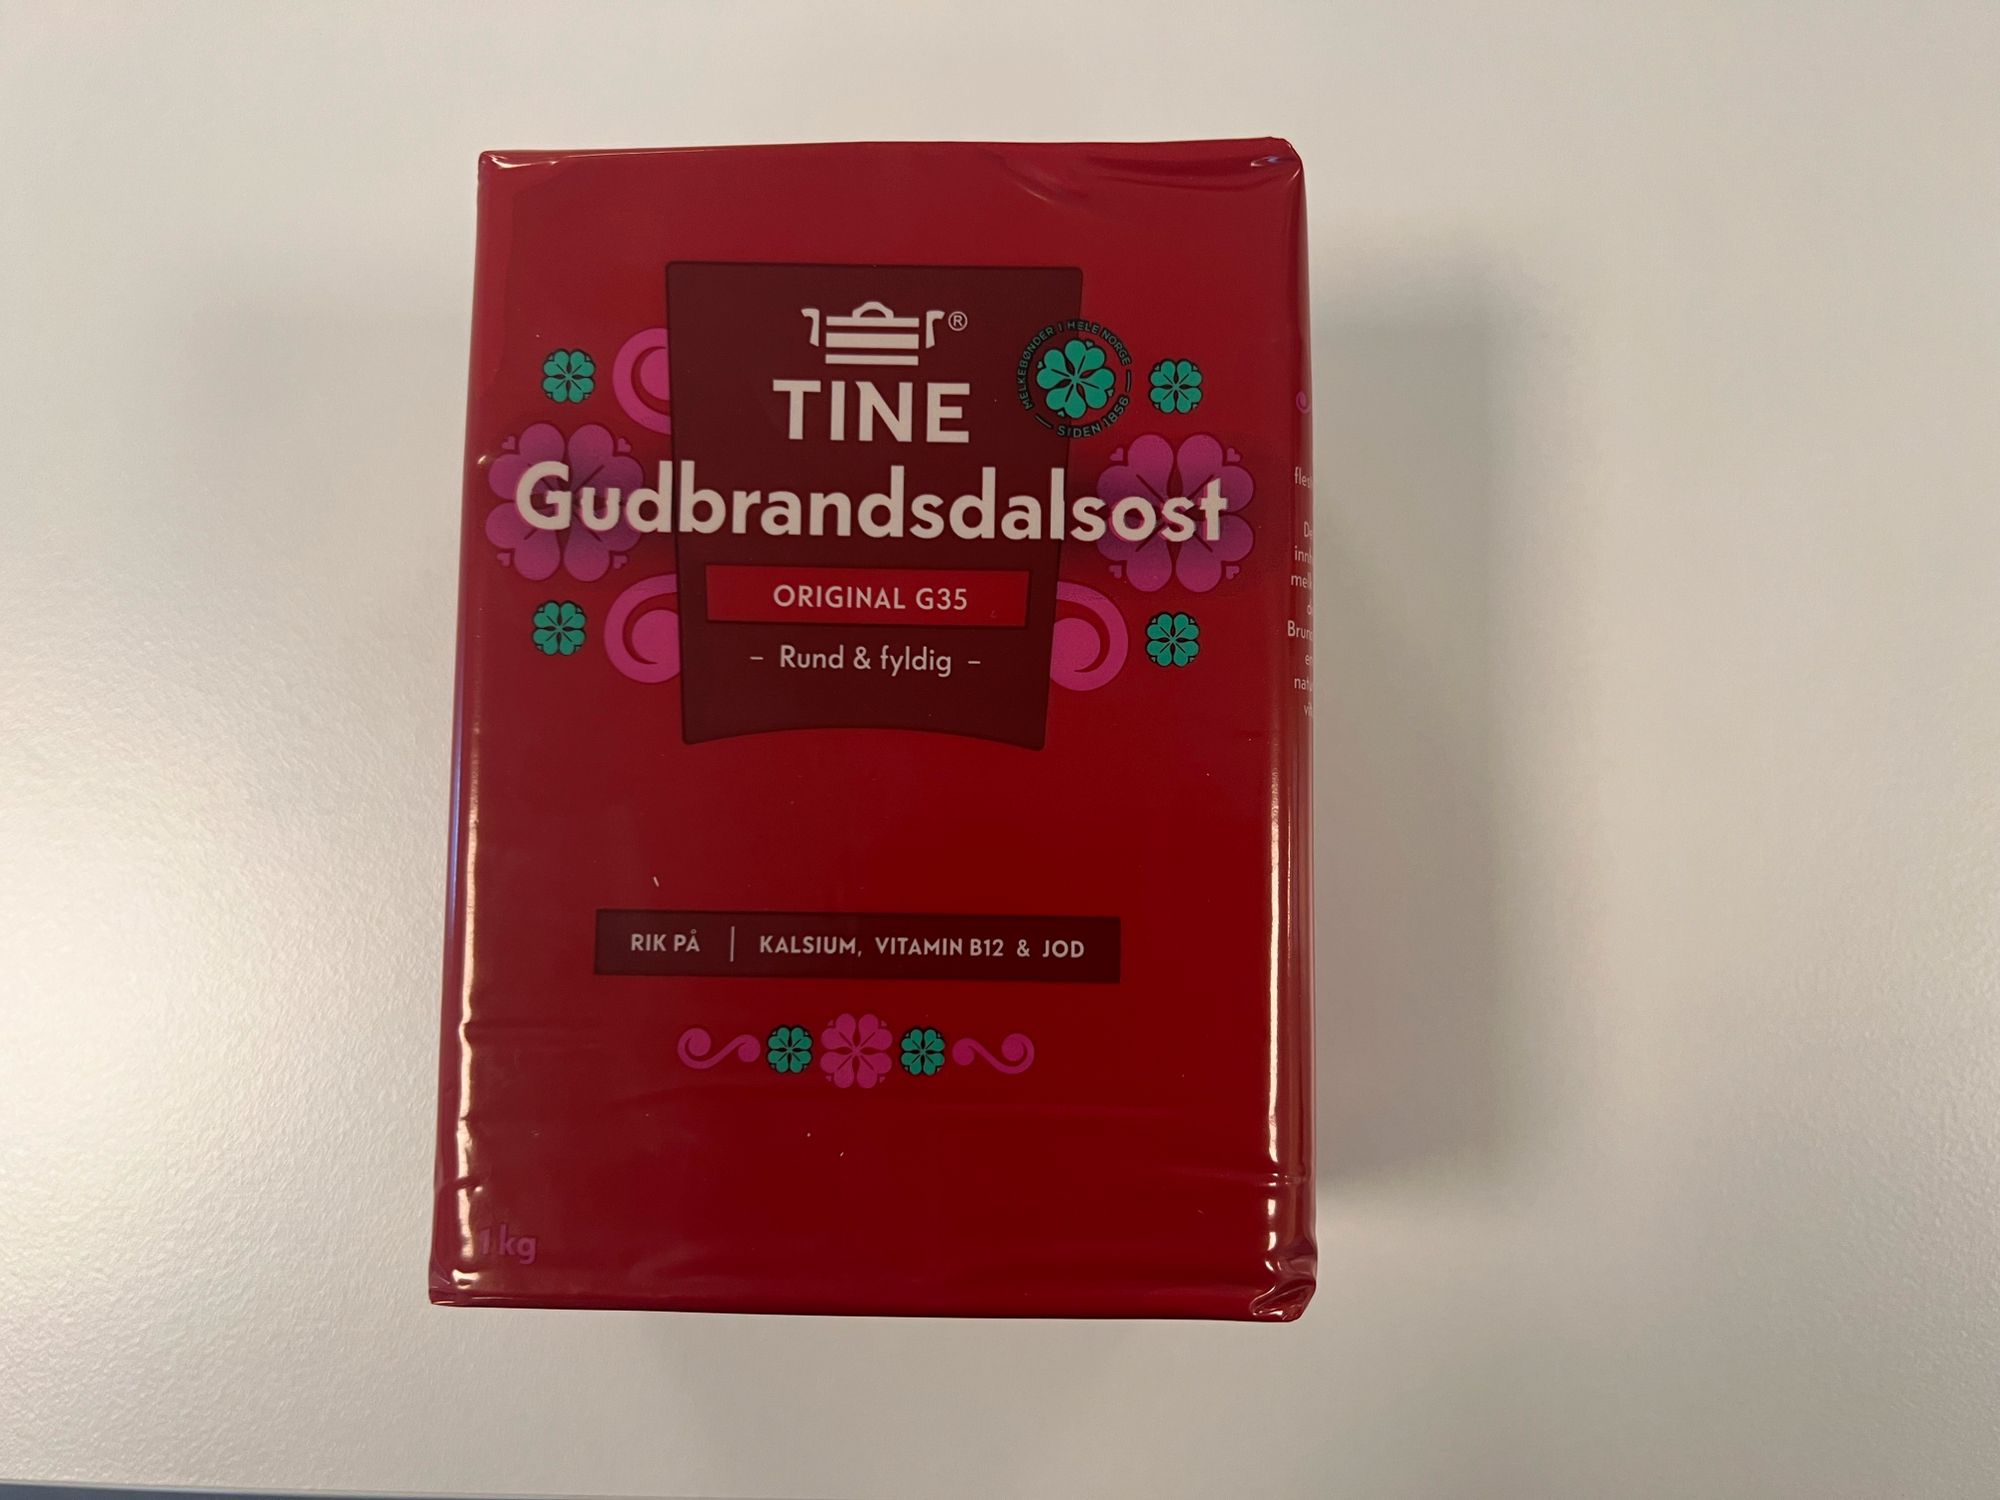 ®
TINE
MELKEBØNDER I HELE NORGE
SIDEN 1856
Gudbrandsdalsost
ORIGINAL G35
– Rund & fyldig –
RIK PÅ | KALSIUM, VITAMIN B12 & JOD
1 kg